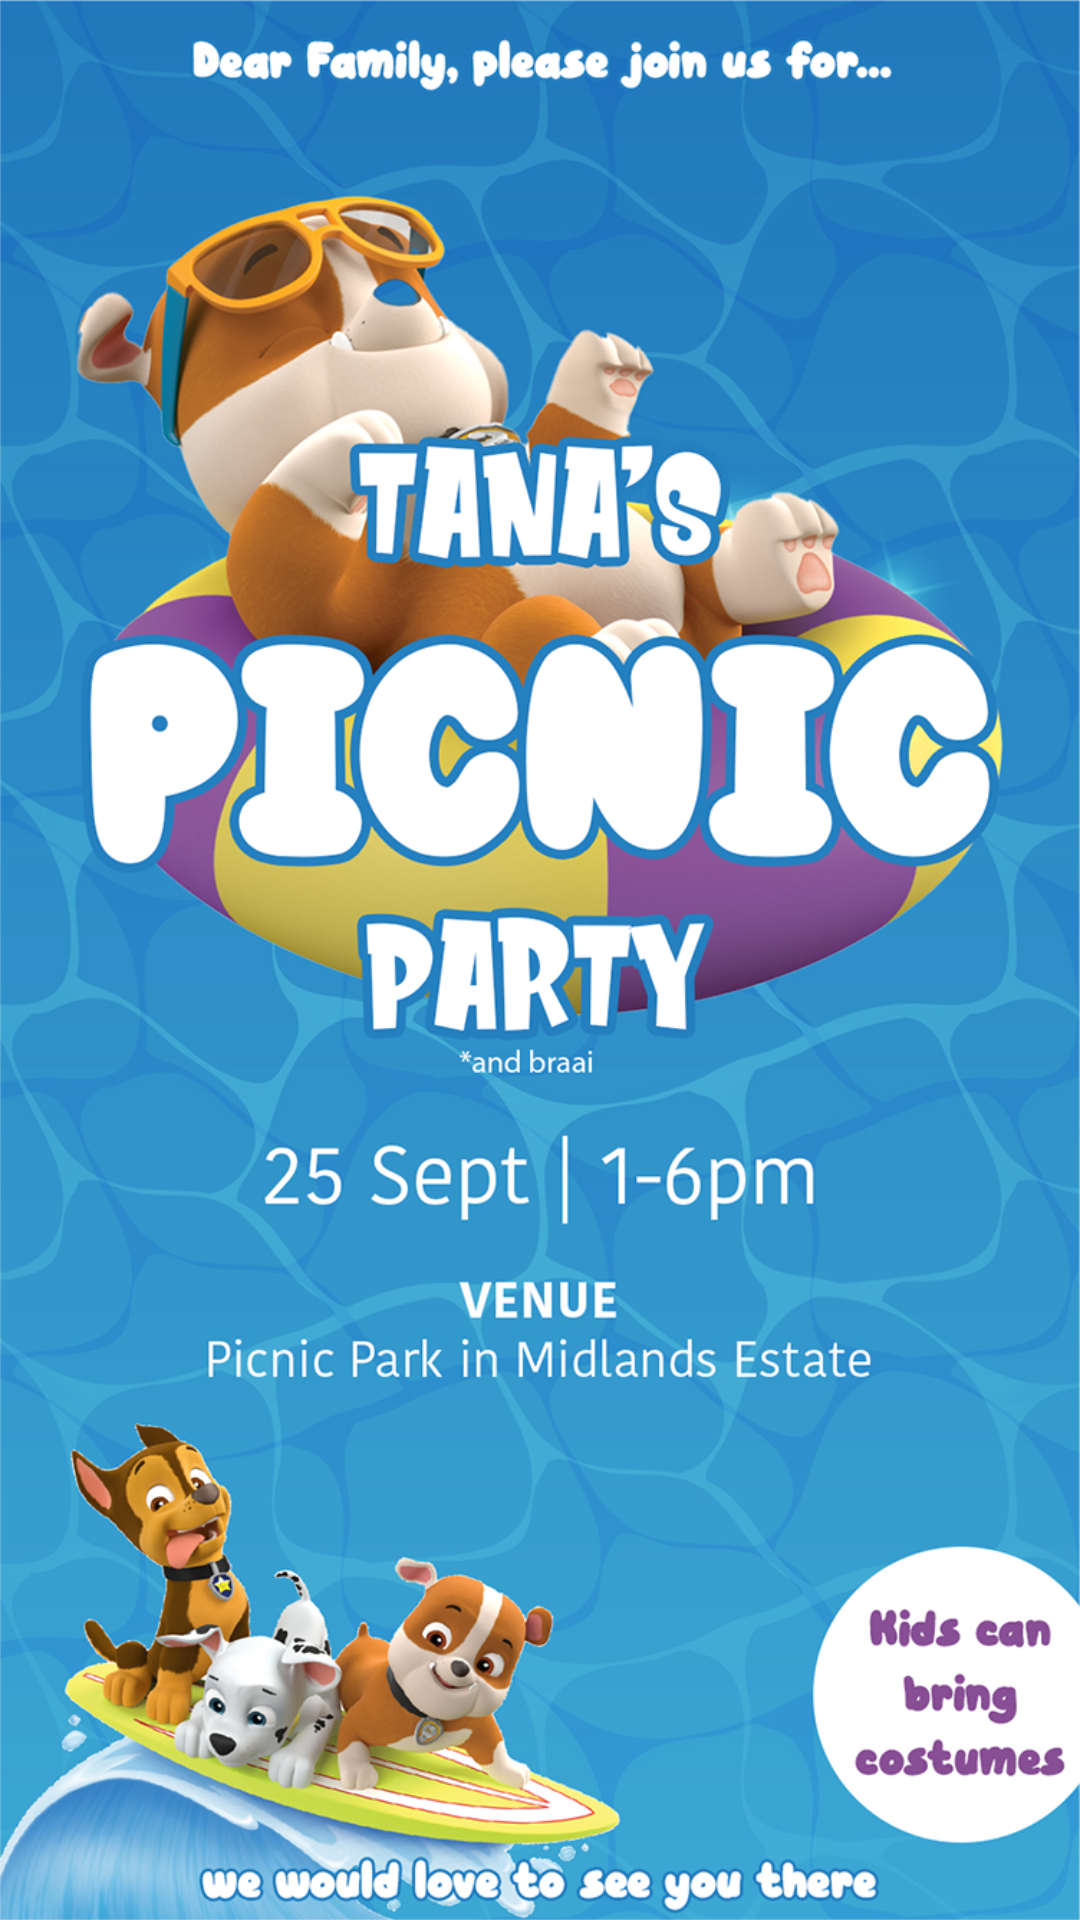 Dear Family, please join us for...
TANA'S
PICNIC
PARTY
*and braai
25 Sept | 1-6pm
VENUE
Picnic Park in Midlands Estate
Kids can
bring
costumes
we would love to see you there